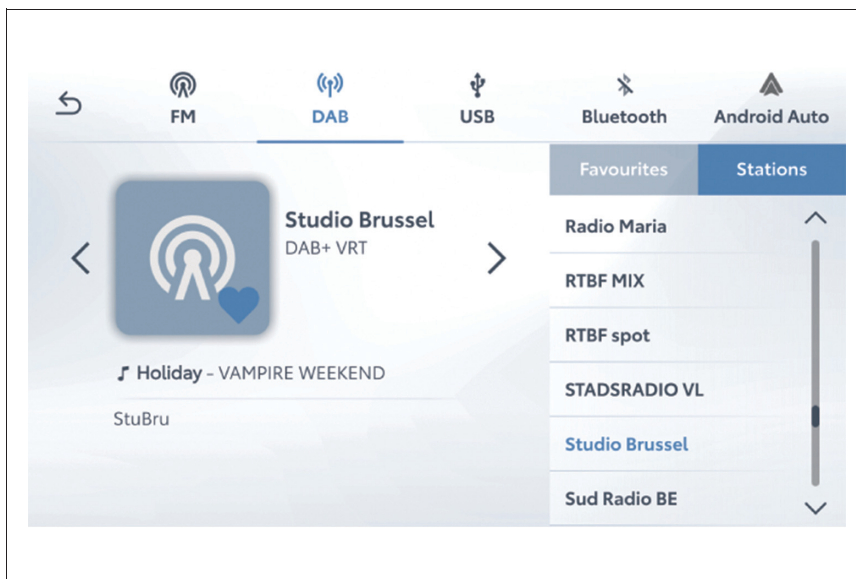 FM
DAB
USB
Bluetooth
Android Auto
Favourites
Stations
Studio Brussel
DAB+ VRT
Holiday - VAMPIRE WEEKEND
StuBru
Radio Maria
RTBF MIX
RTBF spot
STADSRADIO VL
Studio Brussel
Sud Radio BE